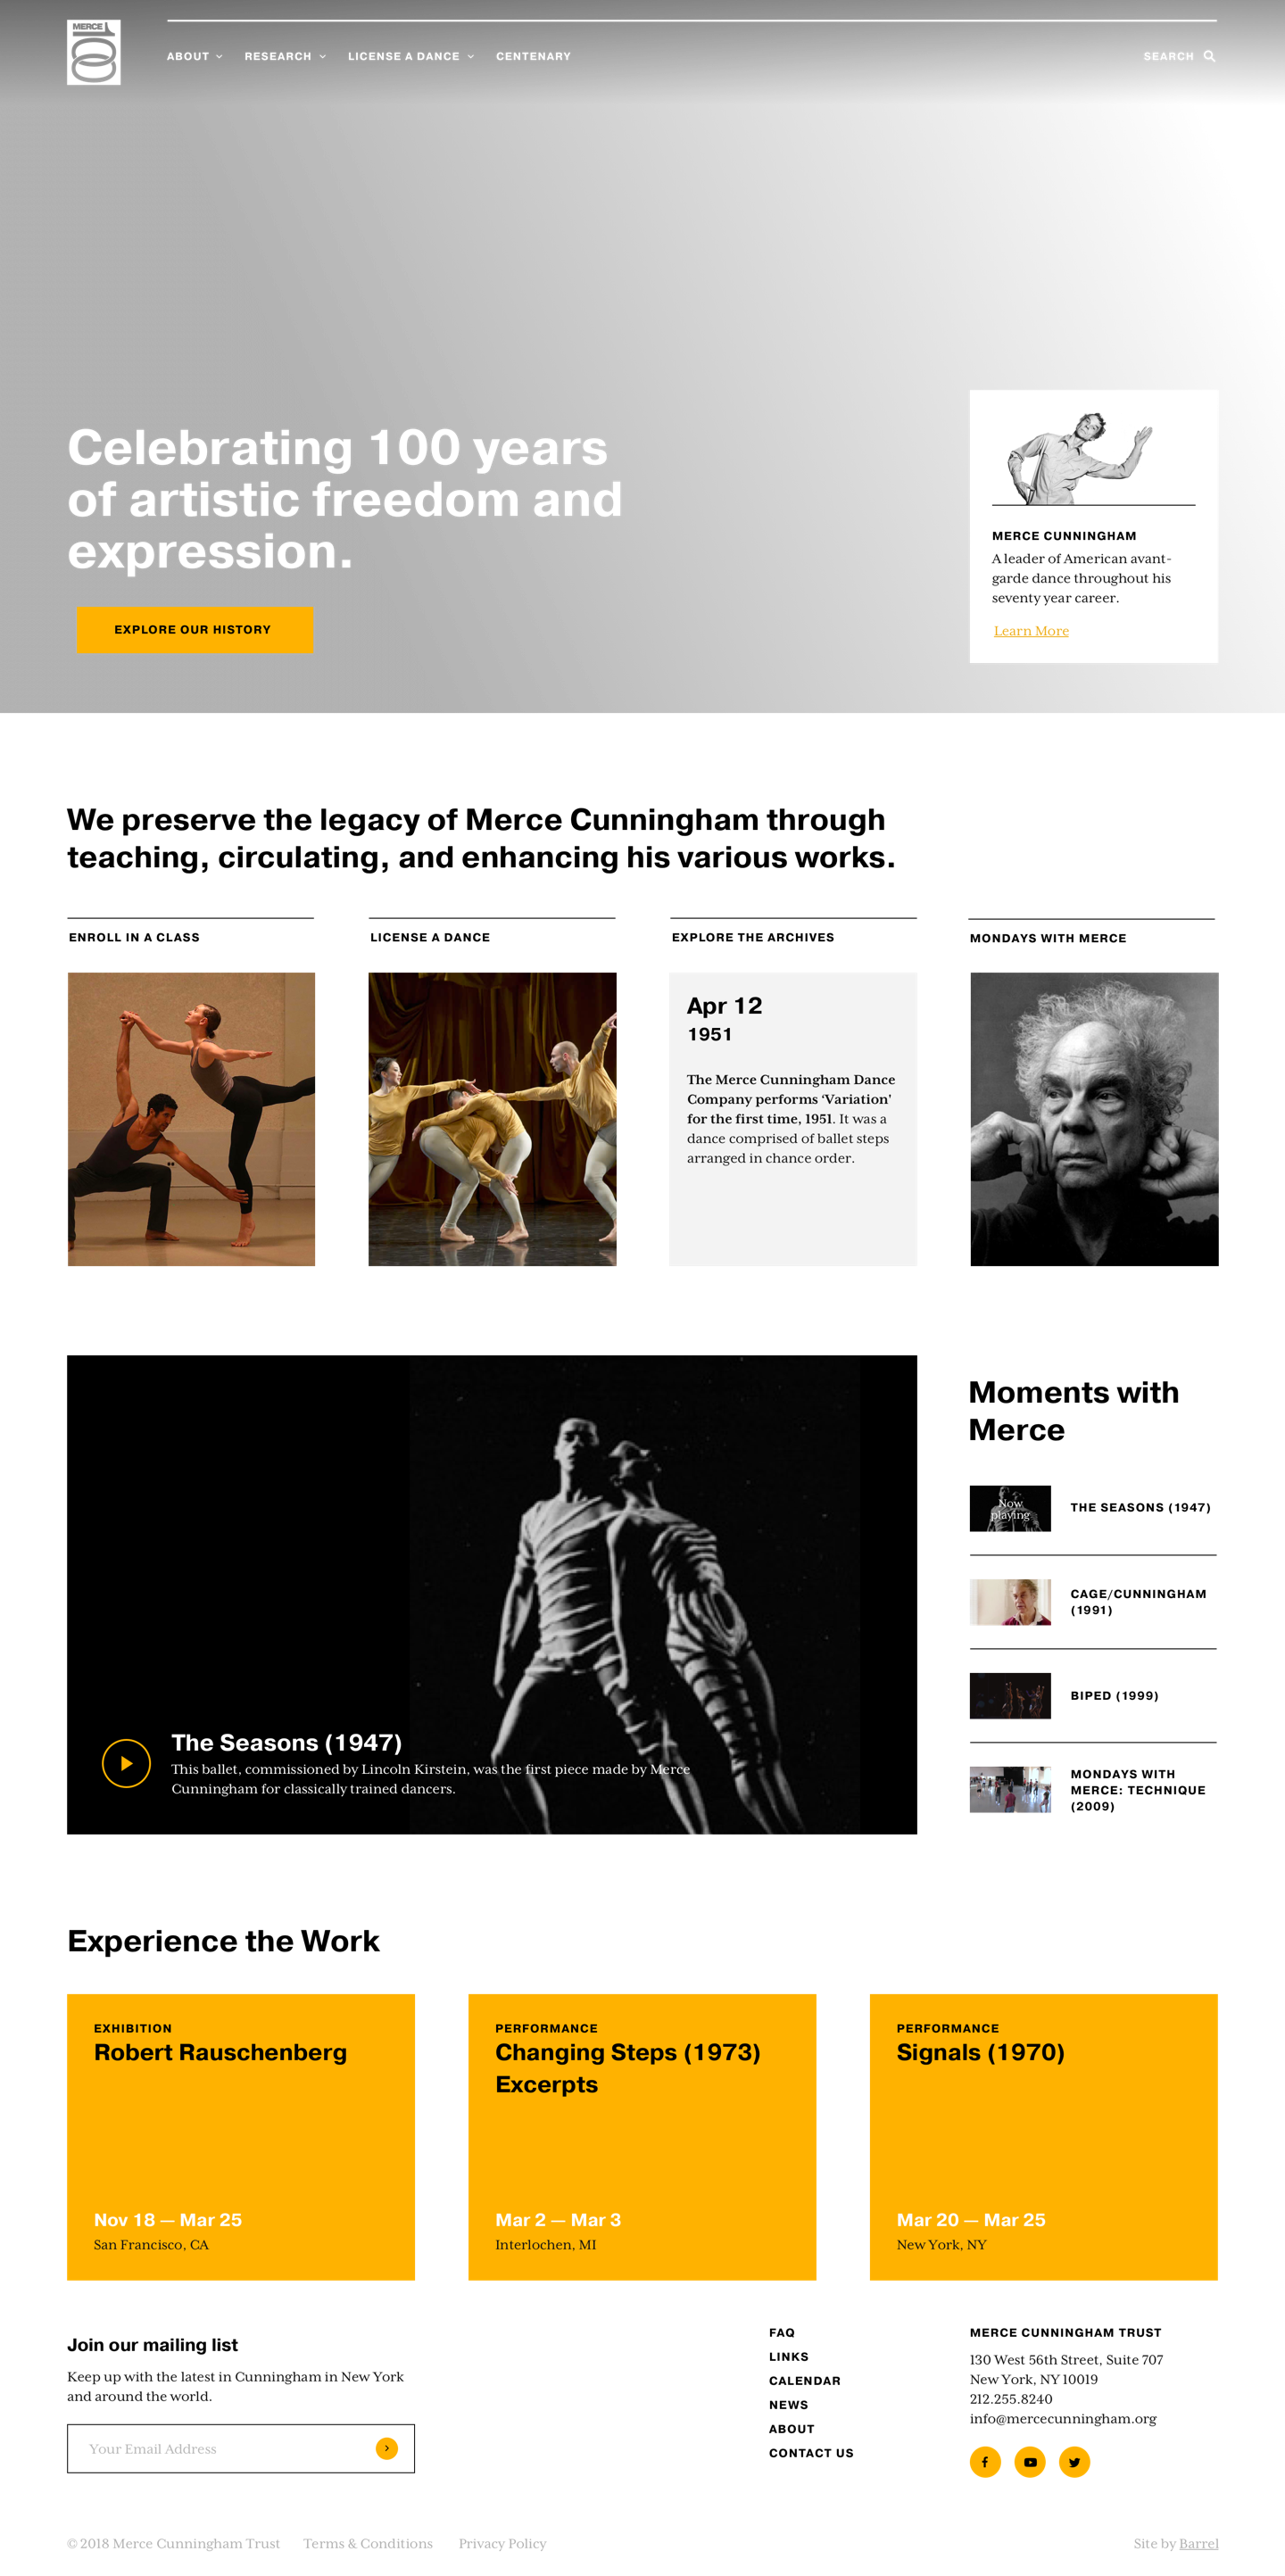 MERCE
100
ABOUT
RESEARCH
LICENSE A DANCE
CENTENARY
SEARCH
Celebrating 100 years
of artistic freedom and
expression.
EXPLORE OUR HISTORY
MERCE CUNNINGHAM
A leader of American avant-
garde dance throughout his
seventy year career.
Learn More
We preserve the legacy of Merce Cunningham through
teaching, circulating, and enhancing his various works.
ENROLL IN A CLASS
LICENSE A DANCE
EXPLORE THE ARCHIVES
Apr 12
1951
The Merce Cunningham Dance
Company performs ‘Variation’
for the first time, 1951. It was a
dance comprised of ballet steps
arranged in chance order.
MONDAYS WITH MERCE
The Seasons (1947)
This ballet, commissioned by Lincoln Kirstein, was the first piece made by Merce
Cunningham for classically trained dancers.
Moments with
Merce
Now
playing
THE SEASONS (1947)
CAGE/CUNNINGHAM
(1991)
BIPED (1999)
MONDAYS WITH
MERCE: TECHNIQUE
(2009)
Experience the Work
EXHIBITION
Robert Rauschenberg
Nov 18 — Mar 25
San Francisco, CA
PERFORMANCE
Changing Steps (1973)
Excerpts
Mar 2 — Mar 3
Interlochen, MI
PERFORMANCE
Signals (1970)
Mar 20 — Mar 25
New York, NY
Join our mailing list
Keep up with the latest in Cunningham in New York
and around the world.
Your Email Address
FAQ
LINKS
CALENDAR
NEWS
ABOUT
CONTACT US
MERCE CUNNINGHAM TRUST
130 West 56th Street, Suite 707
New York, NY 10019
212.255.8240
info@mercecunningham.org
© 2018 Merce Cunningham Trust
Terms & Conditions
Privacy Policy
Site by Barrel